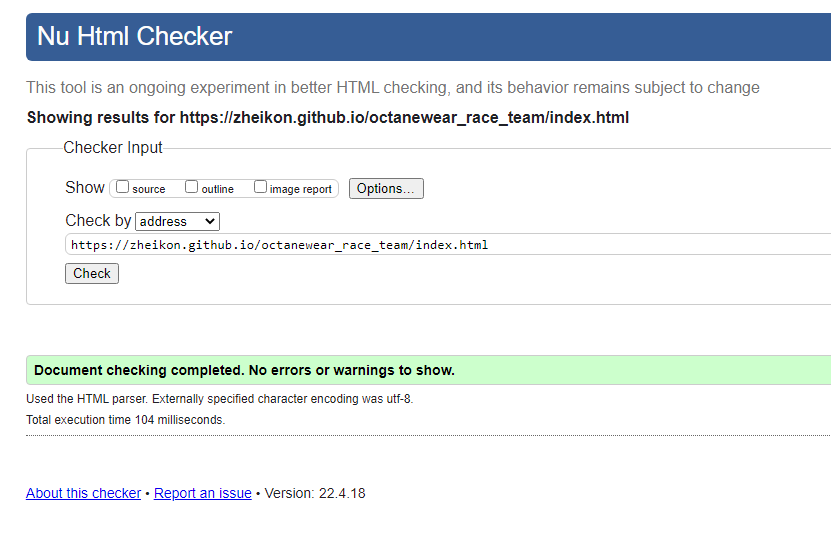 Nu Html Checker
This tool is an ongoing experiment in better HTML checking, and its behavior remains subject to change
Showing results for https://zheikon.github.io/octanewear_race_team/index.html
Checker Input
Show source outline image report Options...
Check by address
https://zheikon.github.io/octanewear_race_team/index.html
Check
Document checking completed. No errors or warnings to show.
Used the HTML parser. Externally specified character encoding was utf-8.
Total execution time 104 milliseconds.
About this checker • Report an issue • Version: 22.4.18